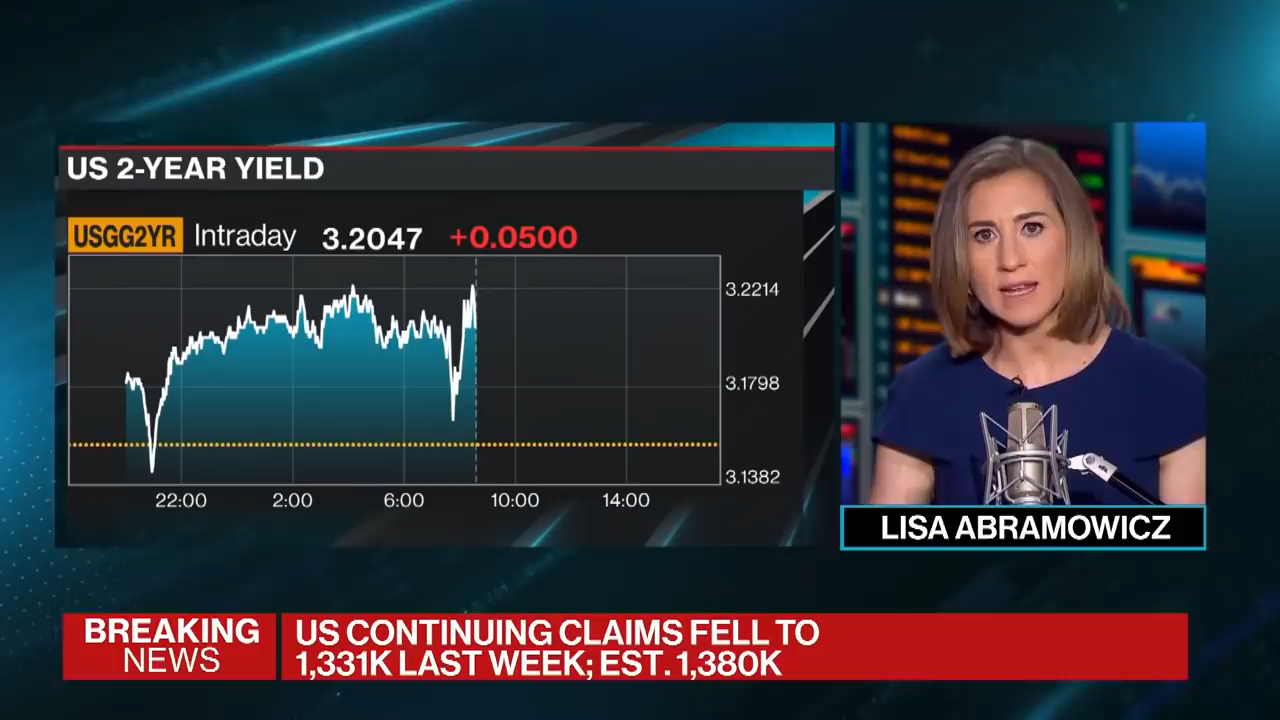 US 2-YEAR YIELD
USGG2YR Intraday 3.2047 +0.0500
3.2214
3.1798
3.1382
22:00 2:00 6:00 10:00 14:00
LISA ABRAMOWICZ
BREAKING
NEWS
US CONTINUING CLAIMS FELL TO
1,331K LAST WEEK; EST. 1,380K